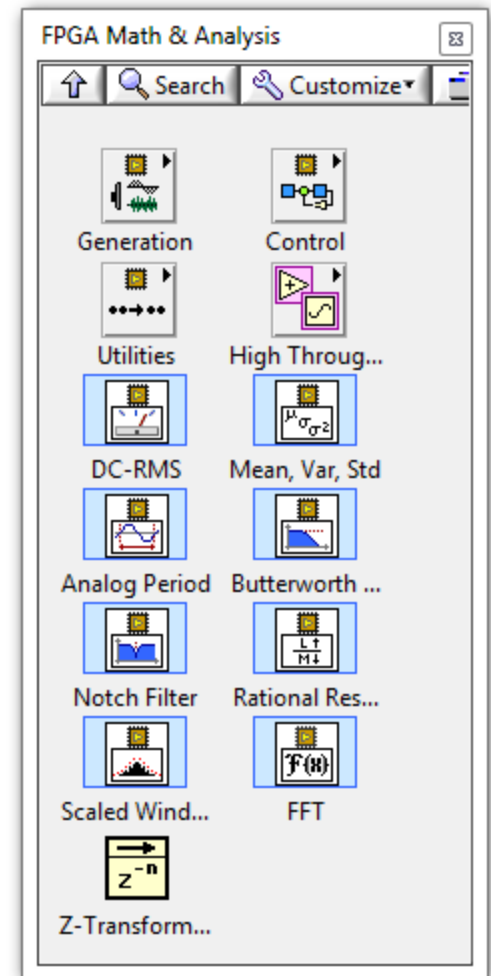 FPGA Math & Analysis
Search Customize
Generation Control
Utilities High Throug...
μ σ σ²
DC-RMS Mean, Var, Std
Analog Period Butterworth ...
L↑
M↓
Notch Filter Rational Res...
F(x)
Scaled Wind... FFT
z⁻ⁿ
Z-Transform...